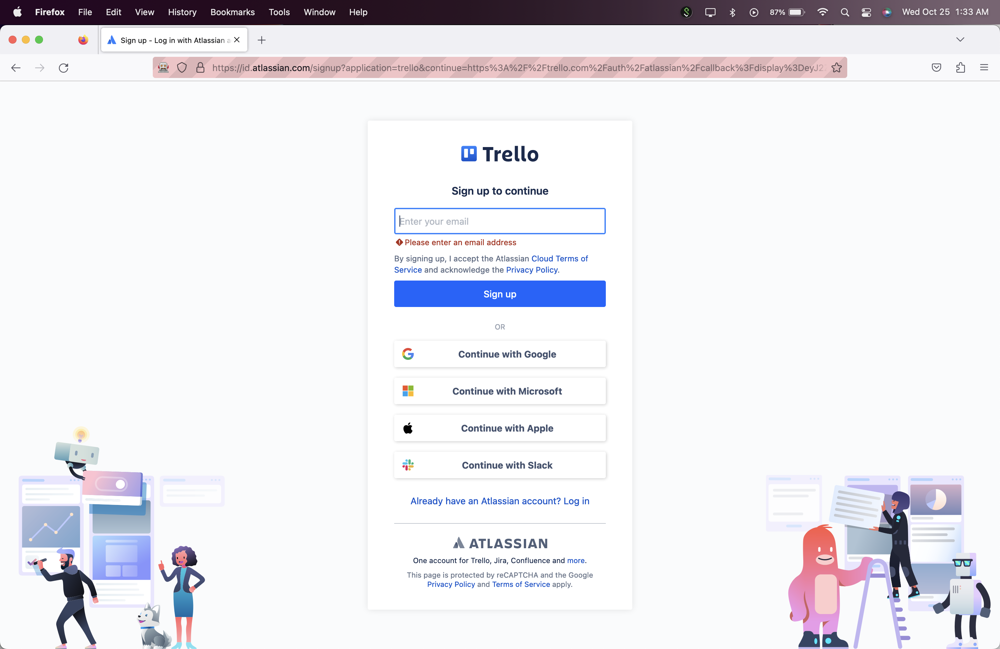 Firefox File Edit View History Bookmarks Tools Window Help 87% Wed Oct 25 1:33 AM
Sign up - Log in with Atlassian a
https://id.atlassian.com/signup?application=trello&continue=https%3A%2F%2Ftrello.com%2Fauth%2Fatlassian%2Fcallback%3Fdisplay%3DeyJ2
Trello
Sign up to continue
Enter your email
Please enter an email address
By signing up, I accept the Atlassian Cloud Terms of
Service and acknowledge the Privacy Policy.
Sign up
OR
Continue with Google
Continue with Microsoft
Continue with Apple
Continue with Slack
Already have an Atlassian account? Log in
ATLASSIAN
One account for Trello, Jira, Confluence and more.
This page is protected by reCAPTCHA and the Google
Privacy Policy and Terms of Service apply.